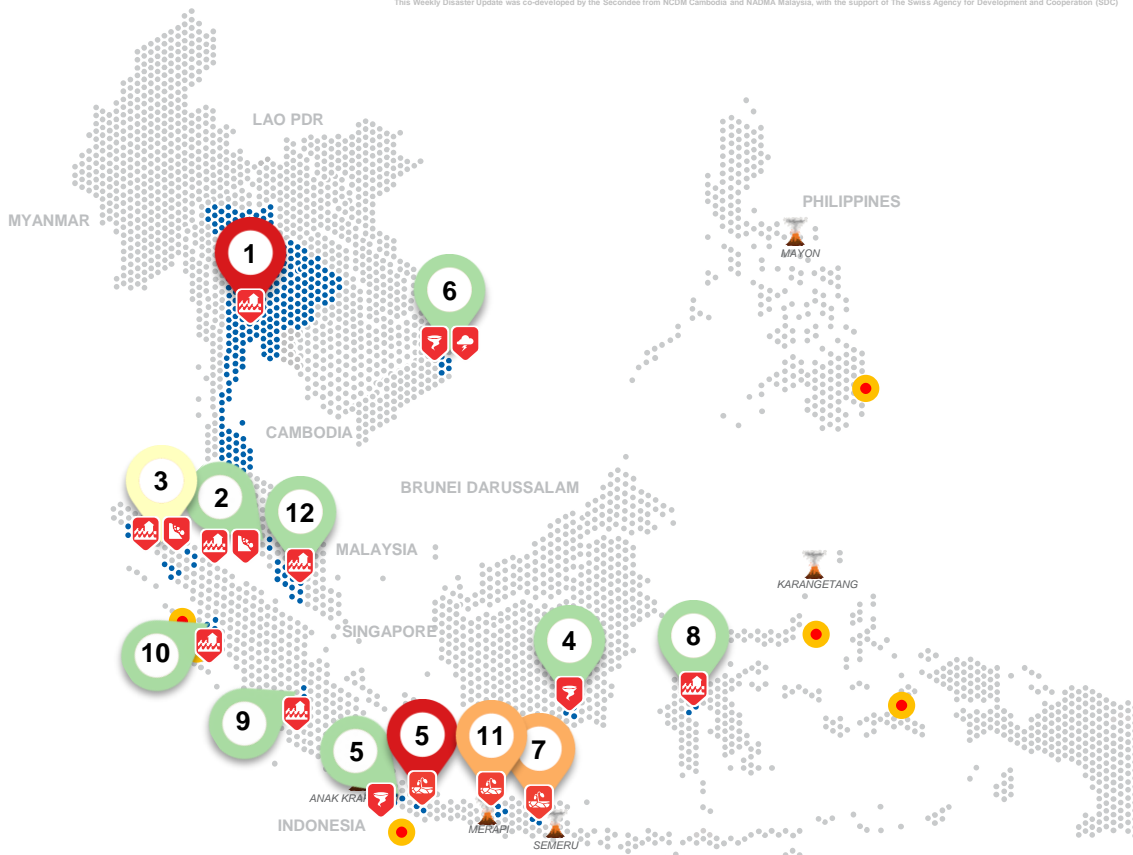 This Weekly Disaster Update was co-developed by the Secondee from NCDM Cambodia and NADMA Malaysia, with the support of The Swiss Agency for Development and Cooperation (SDC)
LAO PDR
MYANMAR
PHILIPPINES
1
MAYON
6
CAMBODIA
3
2
BRUNEI DARUSSALAM
12
MALAYSIA
KARANGETANG
SINGAPORE
4
8
10
9
5
5
11
7
ANAK KRA
INDONESIA
MERAPI
SEMERU